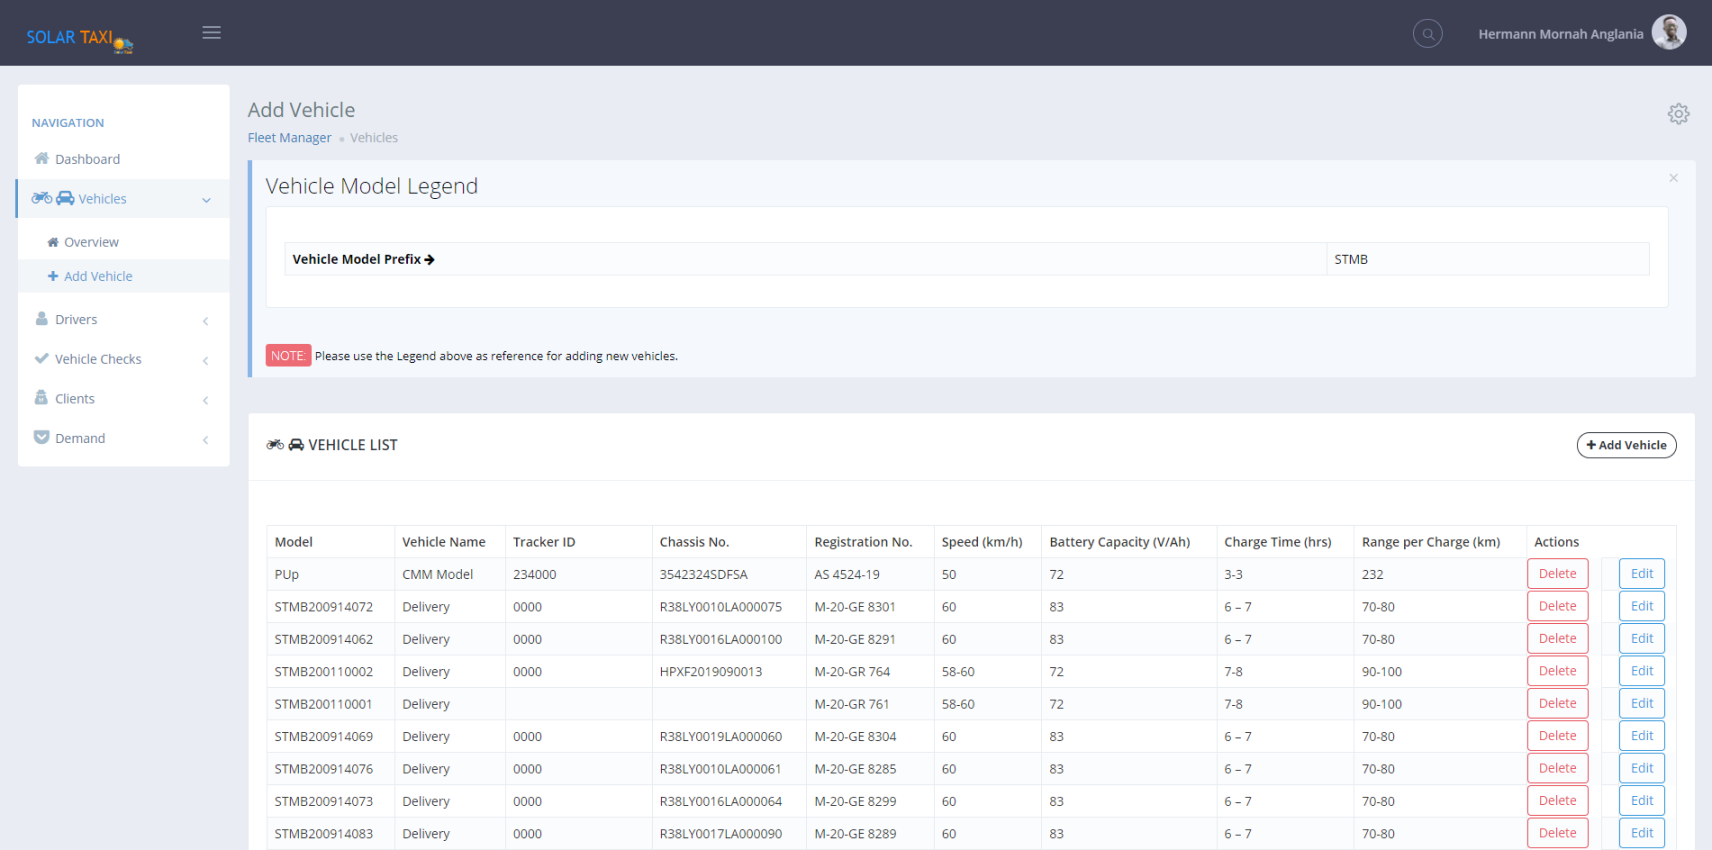 SOLAR TAXI
Hermann Mornah Anglania
NAVIGATION
Dashboard
Vehicles
Overview
Add Vehicle
Drivers
Vehicle Checks
Clients
Demand
Add Vehicle
Fleet Manager • Vehicles
Vehicle Model Legend
×
Vehicle Model Prefix → STMB
NOTE: Please use the Legend above as reference for adding new vehicles.
VEHICLE LIST
+ Add Vehicle
Model Vehicle Name Tracker ID Chassis No. Registration No. Speed (km/h) Battery Capacity (V/Ah) Charge Time (hrs) Range per Charge (km) Actions
PUp CMM Model 234000 3542324SDFSA AS 4524-19 50 72 3-3 232 Delete Edit
STMB200914072 Delivery 0000 R38LY0010LA000075 M-20-GE 8301 60 83 6 – 7 70-80 Delete Edit
STMB200914062 Delivery 0000 R38LY0016LA000100 M-20-GE 8291 60 83 6 – 7 70-80 Delete Edit
STMB200110002 Delivery 0000 HPXF2019090013 M-20-GR 764 58-60 72 7-8 90-100 Delete Edit
STMB200110001 Delivery M-20-GR 761 58-60 72 7-8 90-100 Delete Edit
STMB200914069 Delivery 0000 R38LY0019LA000060 M-20-GE 8304 60 83 6 – 7 70-80 Delete Edit
STMB200914076 Delivery 0000 R38LY0010LA000061 M-20-GE 8285 60 83 6 – 7 70-80 Delete Edit
STMB200914073 Delivery 0000 R38LY0016LA000064 M-20-GE 8299 60 83 6 – 7 70-80 Delete Edit
STMB200914083 Delivery 0000 R38LY0017LA000090 M-20-GE 8289 60 83 6 – 7 70-80 Delete Edit